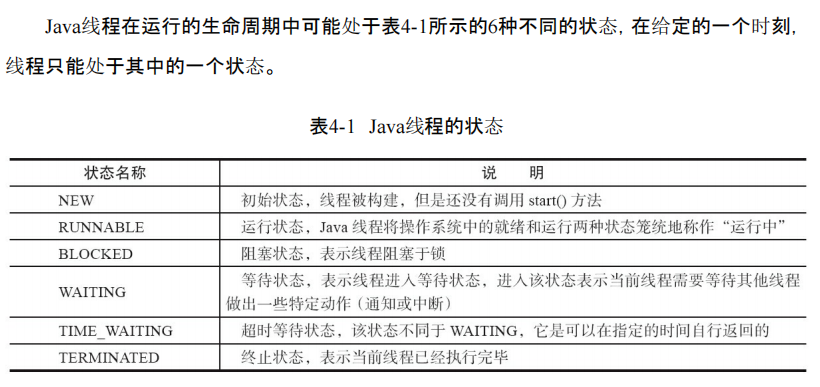 Java线程在运行的生命周期中可能处于表4-1所示的6种不同的状态，在给定的一个时刻，
线程只能处于其中的一个状态。
表4-1 Java线程的状态
状态名称 说 明
NEW 初始状态，线程被构建，但是还没有调用 start() 方法
RUNNABLE 运行状态，Java 线程将操作系统中的就绪和运行两种状态笼统地称作“运行中”
BLOCKED 阻塞状态，表示线程阻塞于锁
WAITING 等待状态，表示线程进入等待状态，进入该状态表示当前线程需要等待其他线程
做出一些特定动作（通知或中断）
TIME_WAITING 超时等待状态，该状态不同于 WAITING，它是可以在指定的时间自行返回的
TERMINATED 终止状态，表示当前线程已经执行完毕